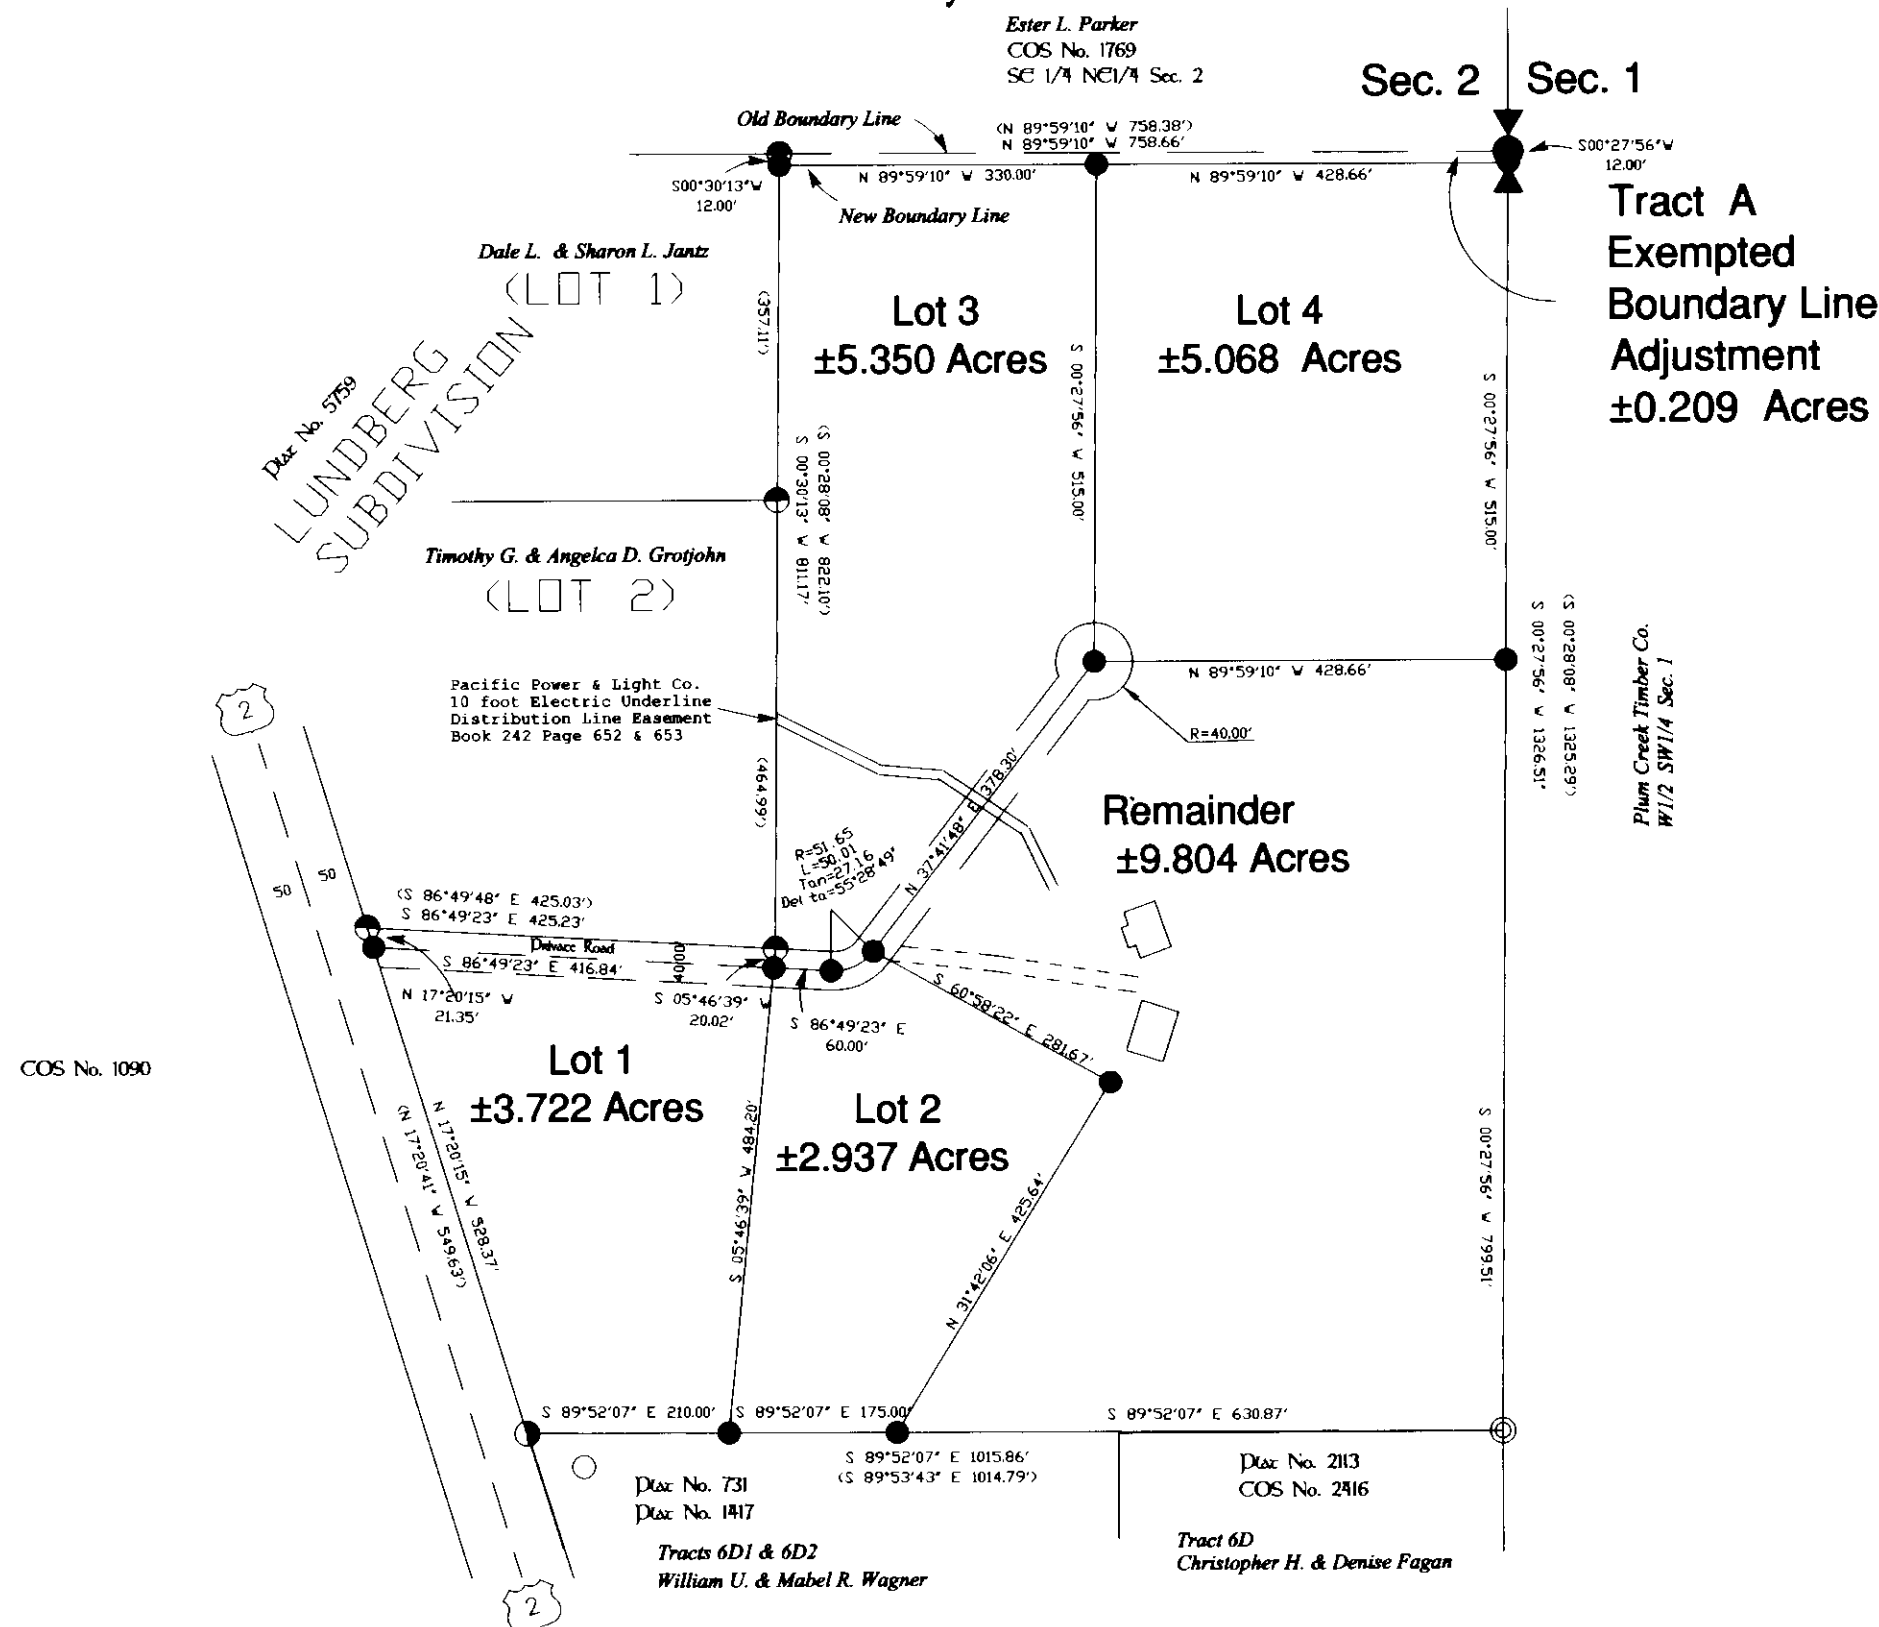 Ester L. Parker
COS No. 1769
SE 1/4 NE1/4 Sec. 2
Sec. 2
Sec. 1
Old Boundary Line
(N 89°59'10" W 758.38')
N 89°59'10" W 758.66'
S00°27'56"W
12.00'
S00°30'13"W
12.00'
N 89°59'10" W 330.00'
N 89°59'10" W 428.66'
New Boundary Line
Tract A
Exempted
Boundary Line
Adjustment
±0.209 Acres
Dale L. & Sharon L. Jantz
(LOT 1)
(357.11')
Lot 3
±5.350 Acres
Lot 4
±5.068 Acres
Plat No. 5759
LUNDBERG
SUBDIVISION
S 00°27'56" W 515.00'
S 00°27'56" W 515.00'
(S 00°28'08" W 822.10')
S 00°30'13" W 811.17'
Timothy G. & Angelca D. Grotjohn
(LOT 2)
(S 00°28'08" W 1325.29')
S 00°27'56" W 1326.51'
Plum Creek Timber Co.
W1/2 SW1/4 Sec. 1
Pacific Power & Light Co.
10 foot Electric Underline
Distribution Line Easement
Book 242 Page 652 & 653
N 89°59'10" W 428.66'
R=40.00'
2
(464.99')
N 37°41'48" E 378.30'
Remainder
±9.804 Acres
R=51.65
L=50.01
Tan=27.16
Delta=55°28'49"
50
50
(S 86°49'48" E 425.03')
S 86°49'23" E 425.23'
Private Road
S 86°49'23" E 416.84'
40.00'
N 17°20'15" W
21.35'
S 05°46'39" W
20.02'
S 86°49'23" E
60.00'
S 60°58'22" E 281.67'
COS No. 1090
Lot 1
±3.722 Acres
Lot 2
±2.937 Acres
N 17°20'15" W 528.37'
(N 17°20'41" W 549.63')
S 05°46'39" W 484.20'
N 31°42'06" E 425.64'
S 00°27'56" W 799.51'
S 89°52'07" E 210.00'
S 89°52'07" E 175.00'
S 89°52'07" E 630.87'
S 89°52'07" E 1015.86'
(S 89°53'43" E 1014.79')
Plat No. 731
Plat No. 1417
Plat No. 2113
COS No. 2416
Tracts 6D1 & 6D2
William U. & Mabel R. Wagner
Tract 6D
Christopher H. & Denise Fagan
2